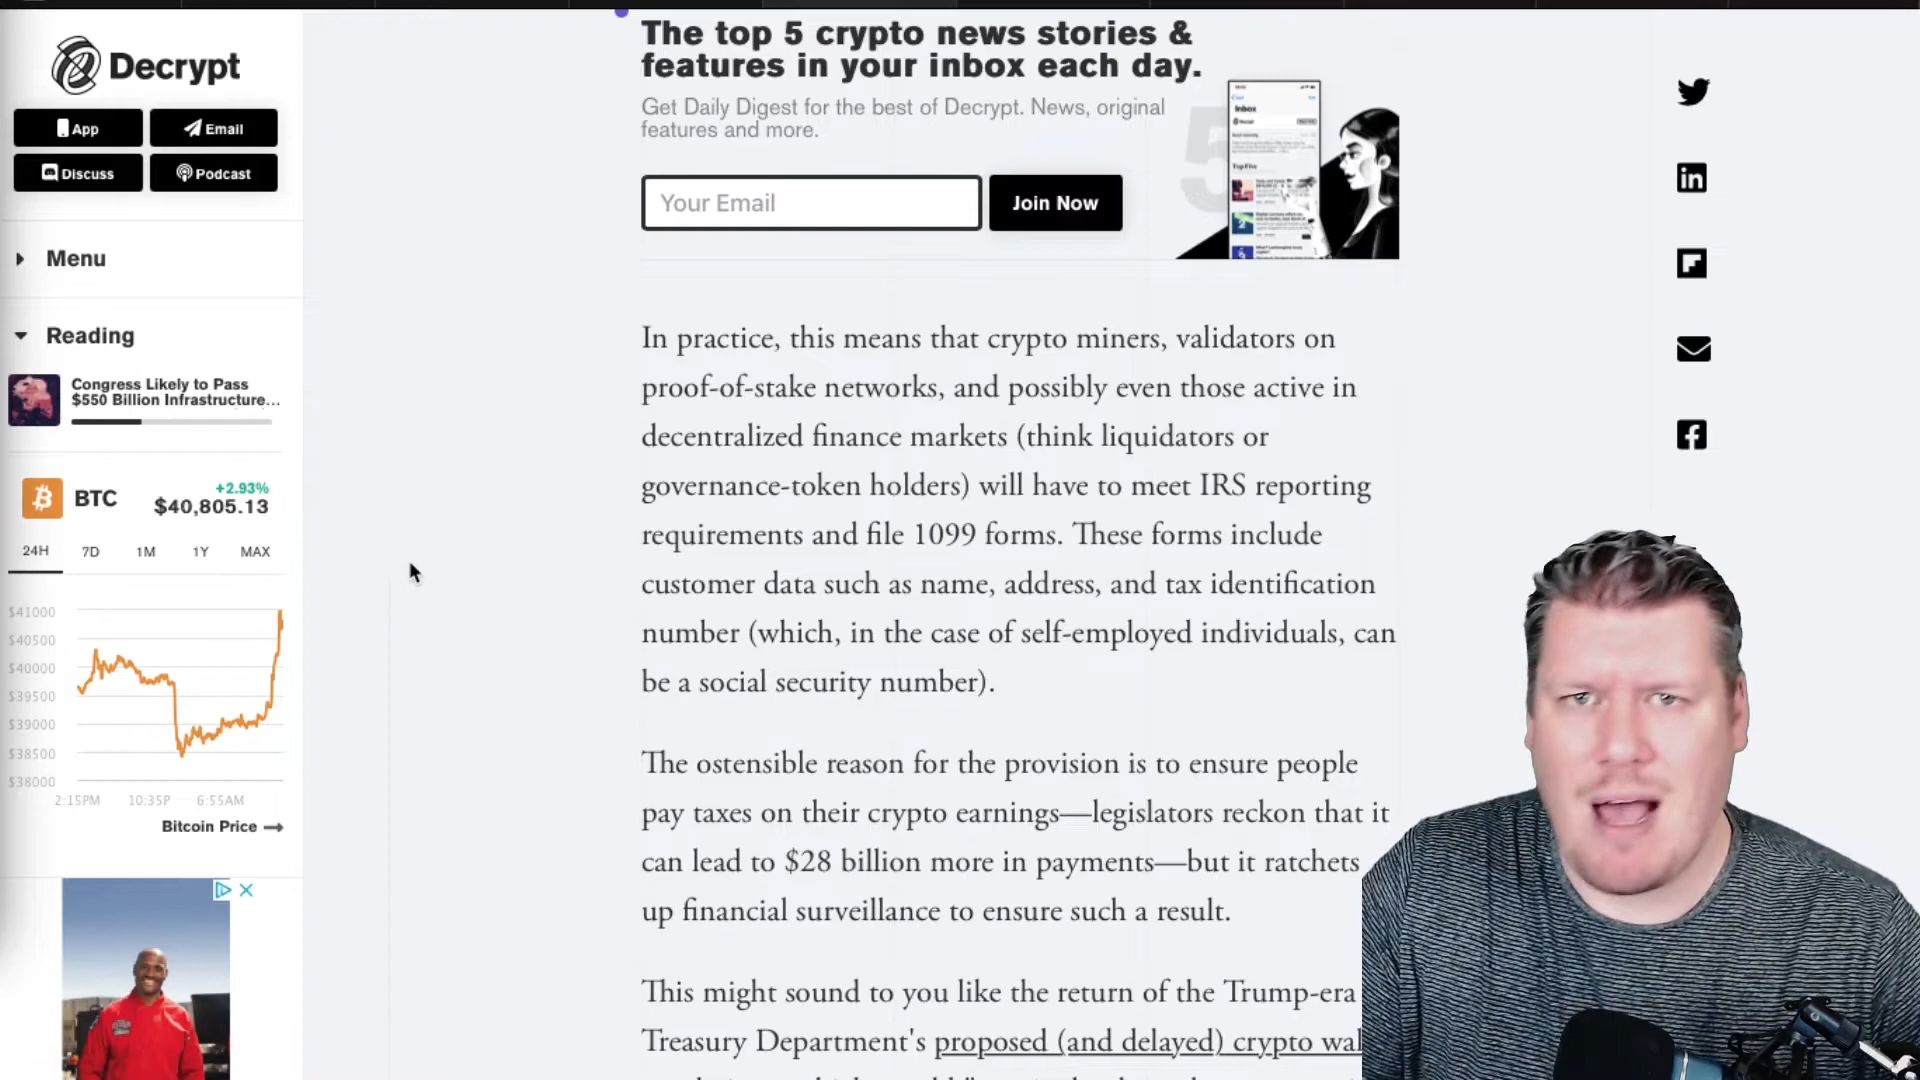 Decrypt
App
Email
Discuss
Podcast
Menu
Reading
Congress Likely to Pass
$550 Billion Infrastructure...
BTC
+2.93%
$40,805.13
24H 7D 1M 1Y MAX
$41000
$40500
$40000
$39500
$39000
$38500
$38000
2:15PM 10:35P 6:55AM
Bitcoin Price
The top 5 crypto news stories &
features in your inbox each day.
Get Daily Digest for the best of Decrypt. News, original
features and more.
Your Email
Join Now
5
Inbox
In practice, this means that crypto miners, validators on
proof-of-stake networks, and possibly even those active in
decentralized finance markets (think liquidators or
governance-token holders) will have to meet IRS reporting
requirements and file 1099 forms. These forms include
customer data such as name, address, and tax identification
number (which, in the case of self-employed individuals, can
be a social security number).
The ostensible reason for the provision is to ensure people
pay taxes on their crypto earnings—legislators reckon that it
can lead to $28 billion more in payments—but it ratchets
up financial surveillance to ensure such a result.
This might sound to you like the return of the Trump-era
Treasury Department's proposed (and delayed) crypto wal